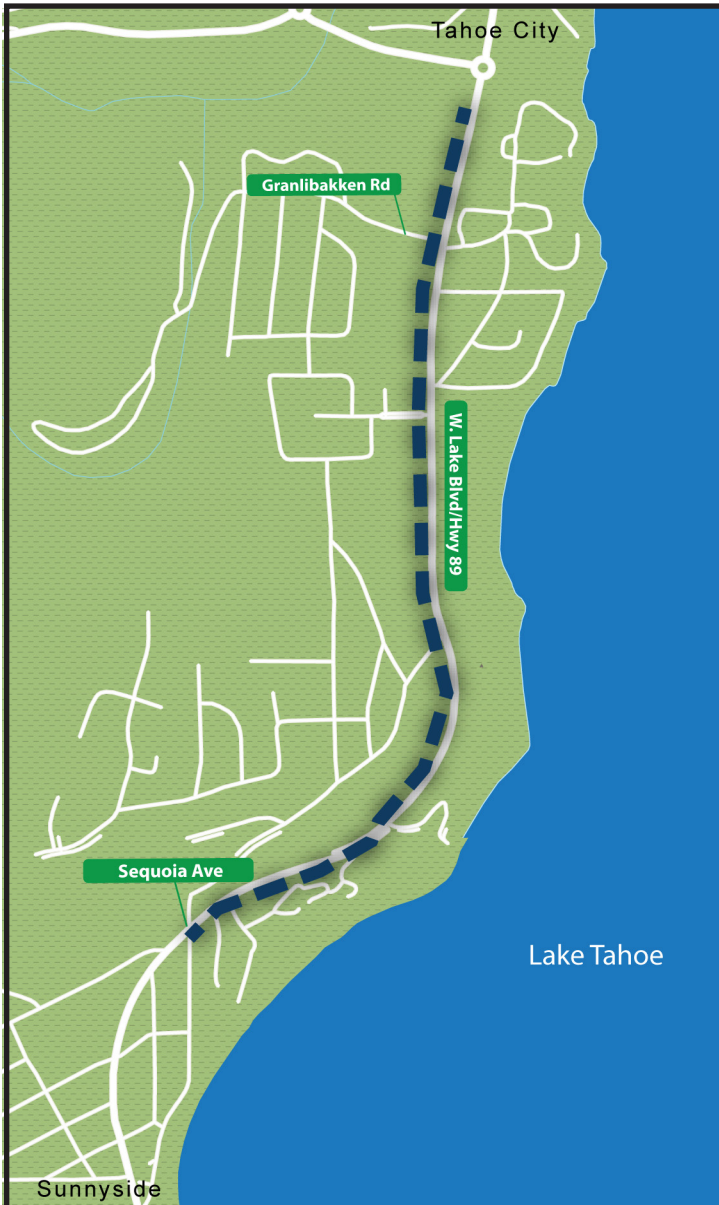 Tahoe City
Granlibakken Rd
W. Lake Blvd/Hwy 89
Sequoia Ave
Lake Tahoe
Sunnyside